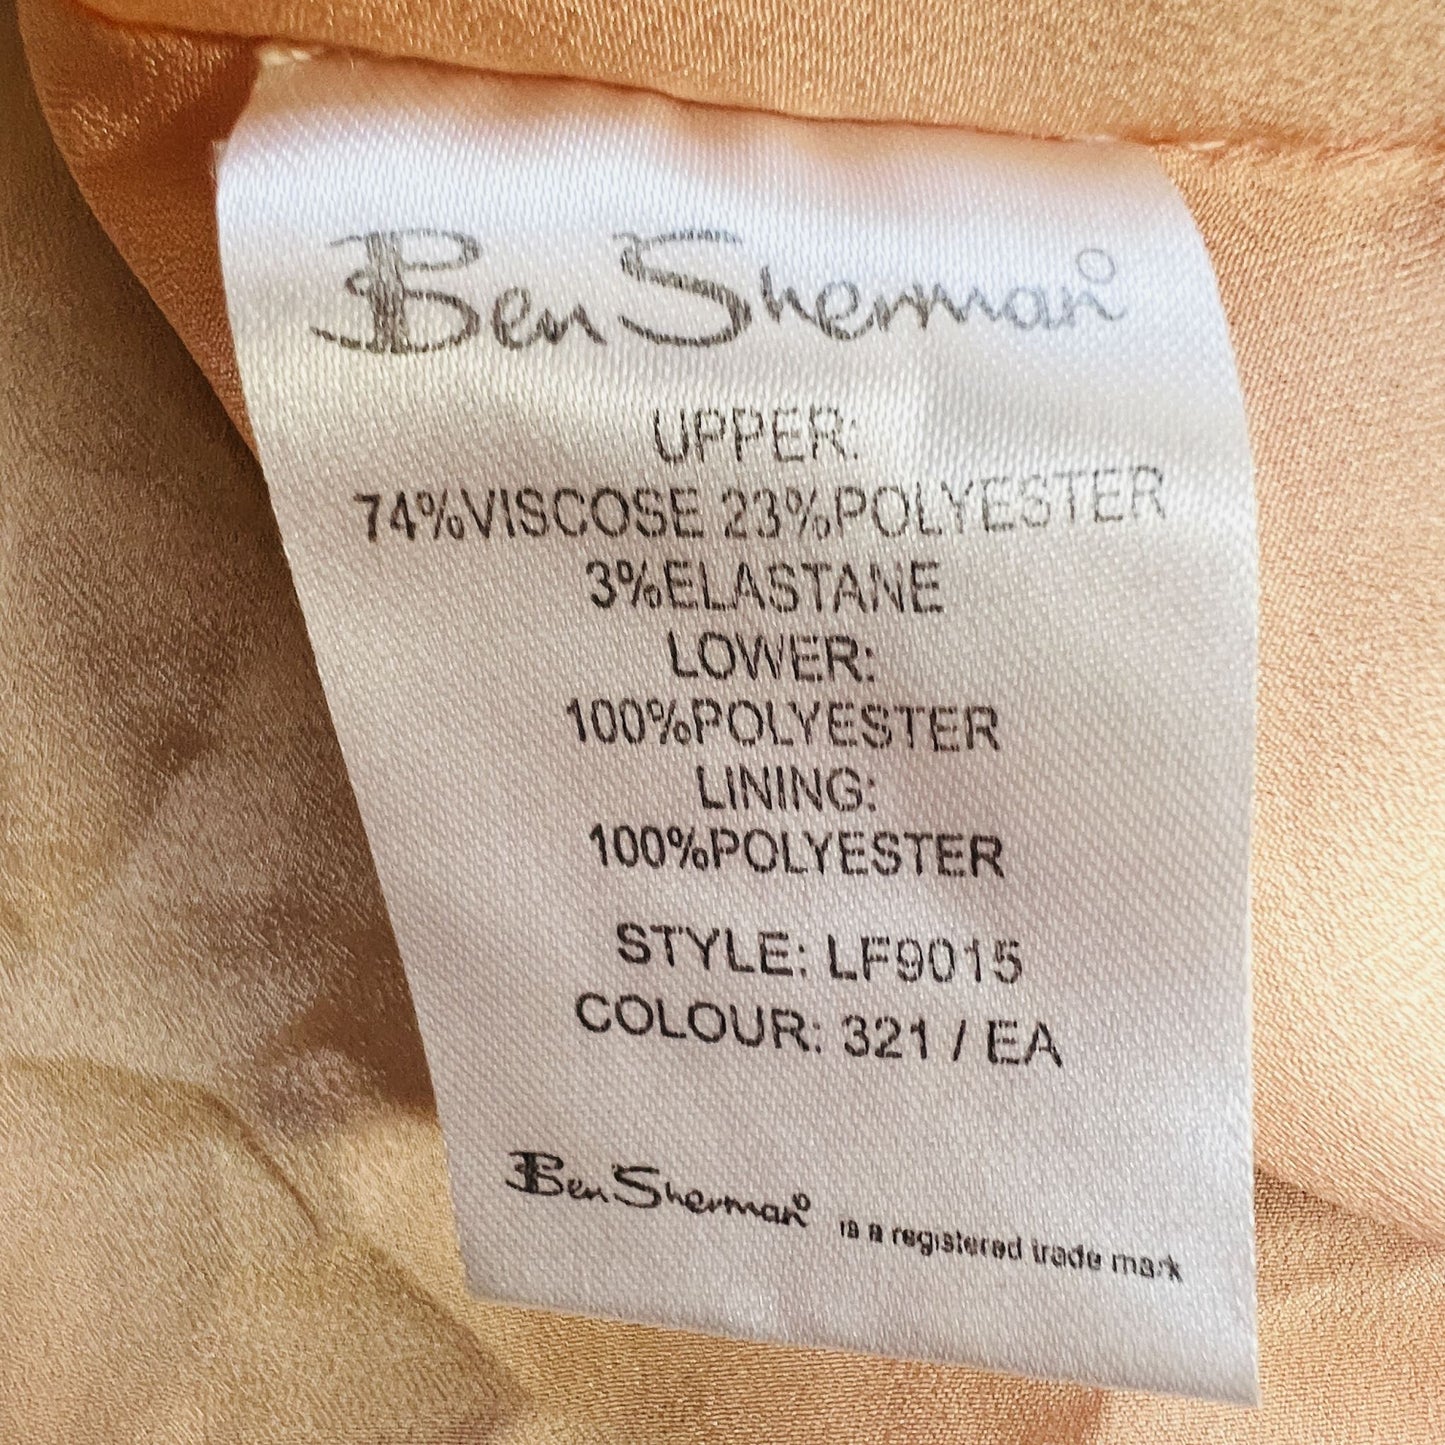 Ben Sherman
UPPER:
74%VISCOSE 23%POLYESTER
3%ELASTANE
LOWER:
100%POLYESTER
LINING:
100%POLYESTER
STYLE: LF9015
COLOUR: 321 / EA
Ben Sherman is a registered trade mark